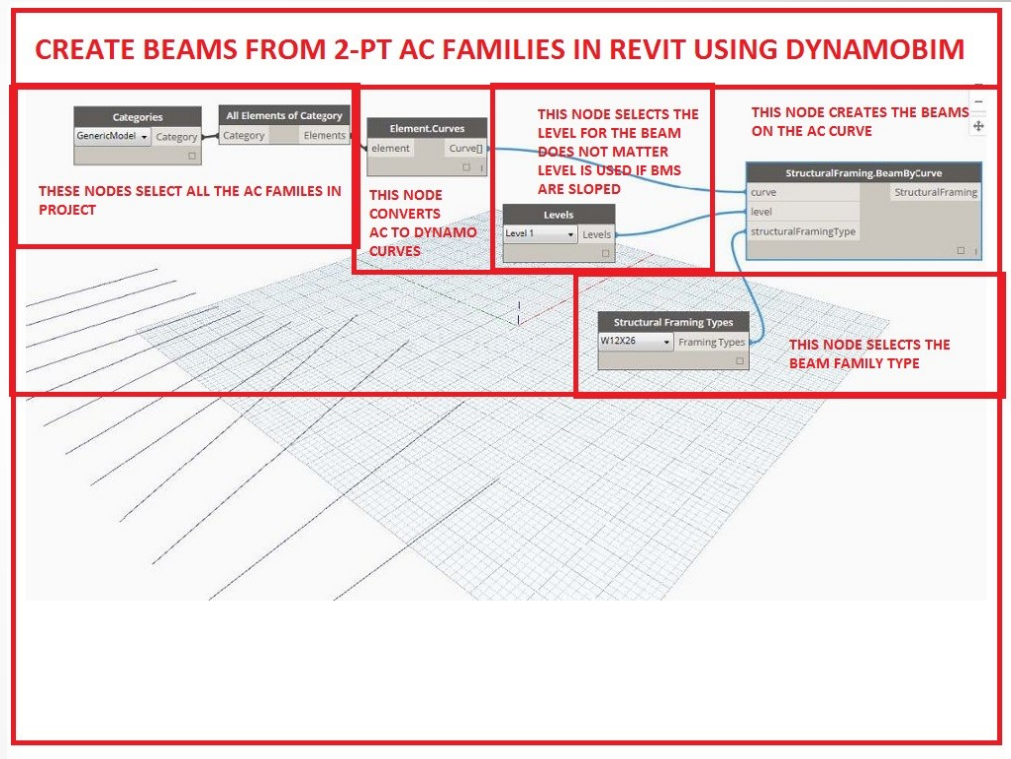 CREATE BEAMS FROM 2-PT AC FAMILIES IN REVIT USING DYNAMOBIM
Categories
GenericModel Category
All Elements of Category
Category Elements
THESE NODES SELECT ALL THE AC FAMILES IN
PROJECT
Element.Curves
element Curve[]
THIS NODE
CONVERTS
AC TO DYNAMO
CURVES
THIS NODE SELECTS THE
LEVEL FOR THE BEAM
DOES NOT MATTER
LEVEL IS USED IF BMS
ARE SLOPED
Levels
Level 1 Levels
THIS NODE CREATES THE BEAMS
ON THE AC CURVE
StructuralFraming.BeamByCurve
curve StructuralFraming
level
structuralFramingType
Structural Framing Types
W12X26 Framing Types
THIS NODE SELECTS THE
BEAM FAMILY TYPE